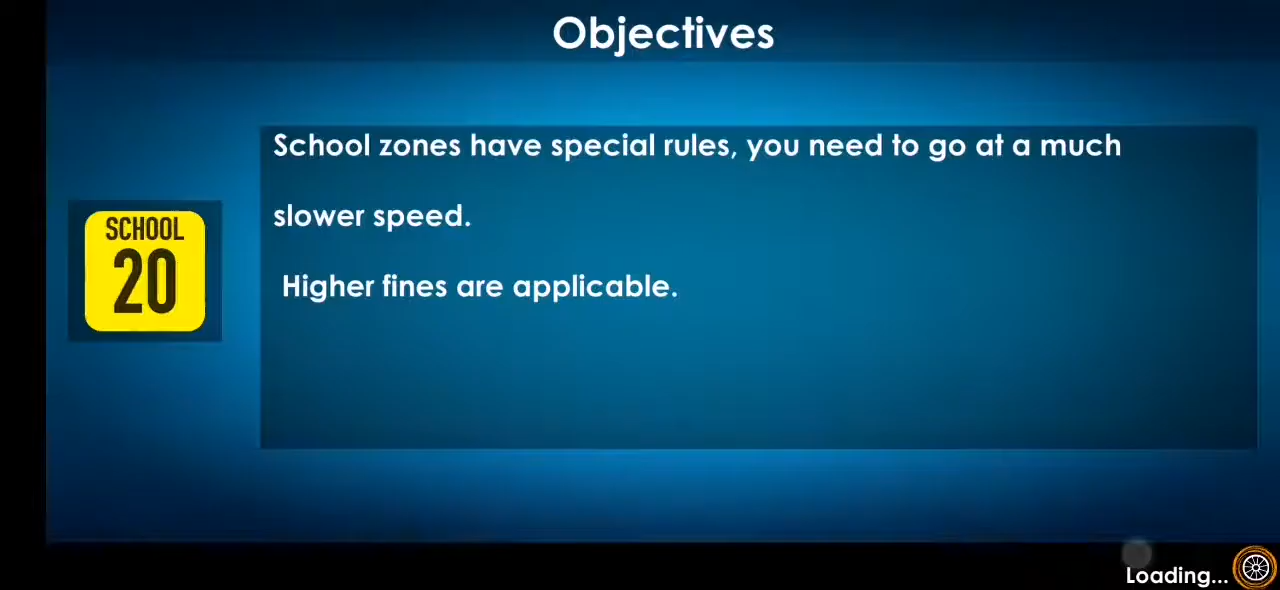 Objectives
School zones have special rules, you need to go at a much
slower speed.
Higher fines are applicable.
SCHOOL
20
Loading...